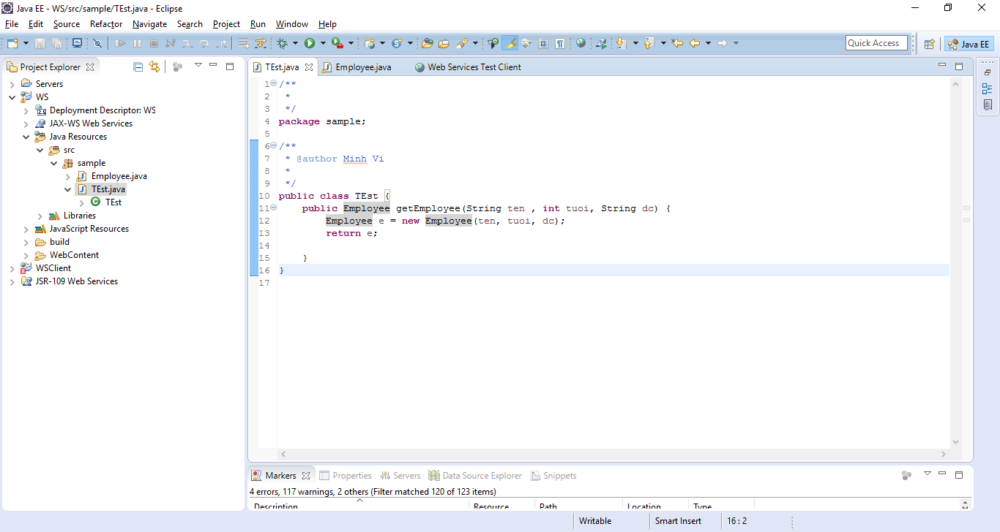 Java EE - WS/src/sample/TEst.java - Eclipse
File Edit Source Refactor Navigate Search Project Run Window Help
Quick Access
Java EE
Project Explorer
Servers
WS
Deployment Descriptor: WS
JAX-WS Web Services
Java Resources
src
sample
Employee.java
TEst.java
TEst
Libraries
JavaScript Resources
build
WebContent
WSClient
JSR-109 Web Services
TEst.java Employee.java Web Services Test Client
1 /**
2 *
3 */
4 package sample;
5
6 /**
7 * @author Minh Vi
8 *
9 */
10 public class TEst {
11 public Employee getEmployee(String ten , int tuoi, String dc) {
12 Employee e = new Employee(ten, tuoi, dc);
13 return e;
14
15 }
16 }
17
Markers Properties Servers Data Source Explorer Snippets
4 errors, 117 warnings, 2 others (Filter matched 120 of 123 items)
Description Resource Path Location Type
Writable Smart Insert 16 : 2